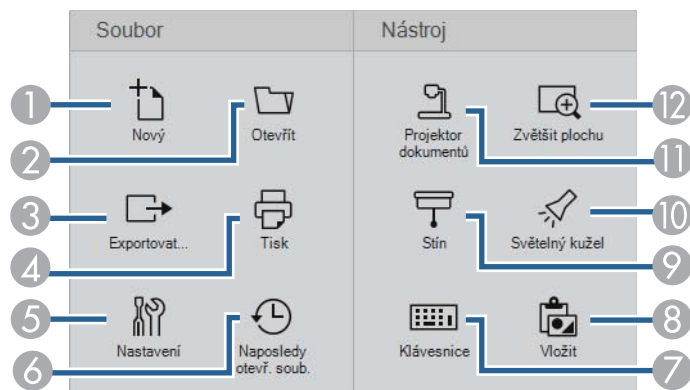 Soubor
Nástroj
1
Nový
2
Otevřít
Projektor
dokumentů
11
Zvětšit plochu
12
3
Exportovat...
4
Tisk
Stín
9
Světelný kužel
10
5
Nastavení
6
Naposledy
otevř. soub.
Klávesnice
7
Vložit
8